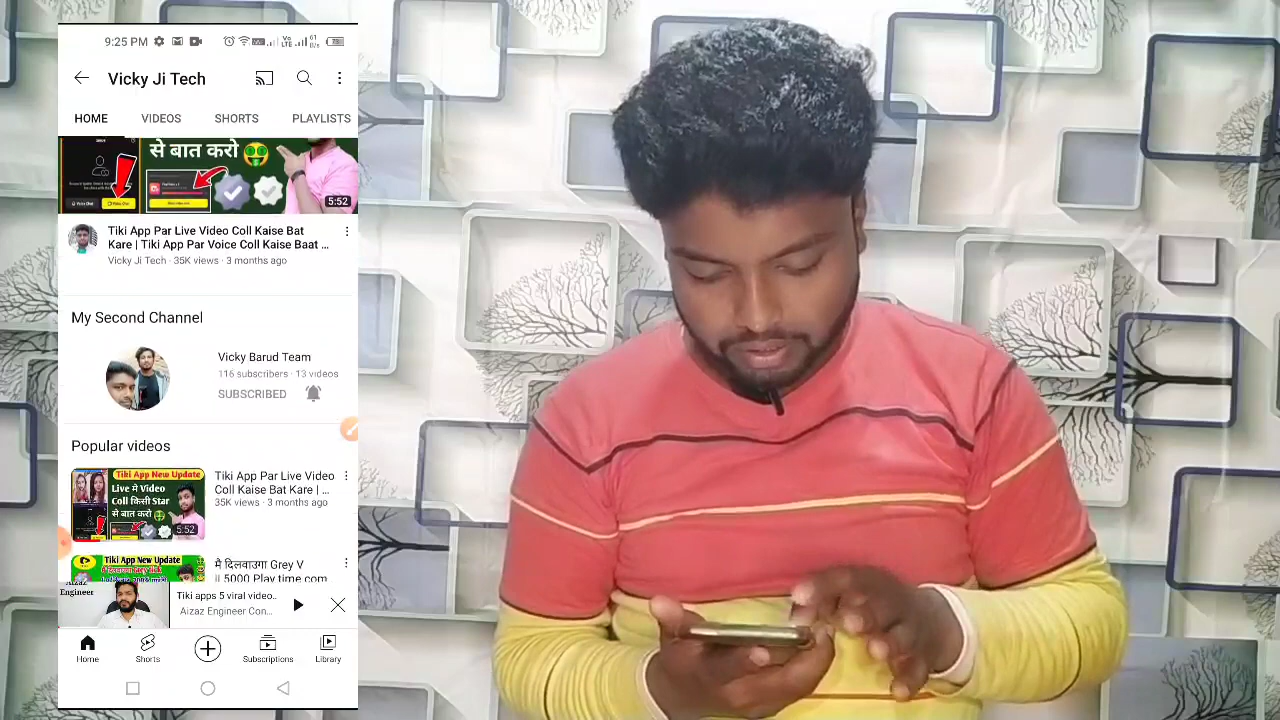 9:25 PM
Vo
LTE
61
B/s
Vicky Ji Tech
HOME VIDEOS SHORTS PLAYLISTS
से बात करो
5:52
Tiki App Par Live Video Coll Kaise Bat
Kare | Tiki App Par Voice Coll Kaise Baat ...
Vicky Ji Tech · 35K views · 3 months ago
My Second Channel
Vicky Barud Team
116 subscribers · 13 videos
SUBSCRIBED
Popular videos
Tiki App New Update
Live मे Video
Coll किसी Star
से बात करो
5:52
Tiki App Par Live Video
Coll Kaise Bat Kare | ...
35K views · 3 months ago
Tiki App New Update
मै दिलवाउगा Grey V
|| 5000 Play time com
Aizaz
Engineer
Tiki apps 5 viral video..
Aizaz Engineer Con...
Home Shorts Subscriptions Library